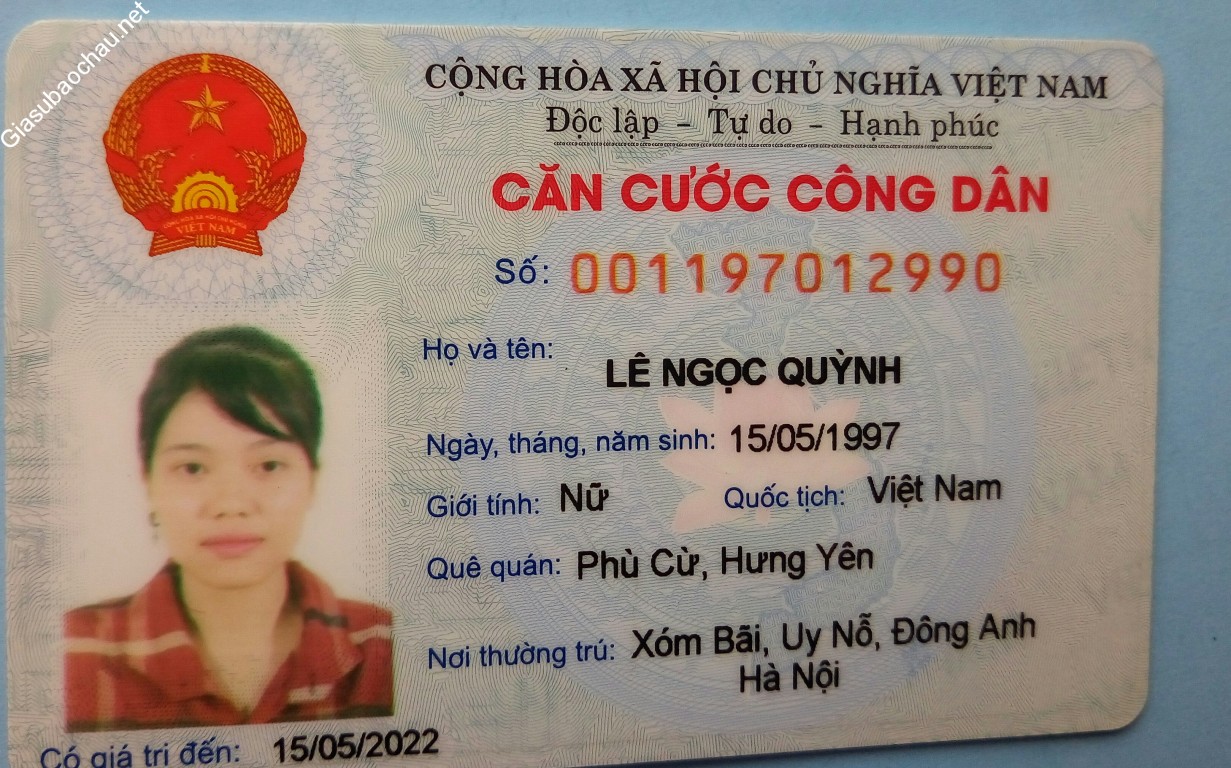 Giasubaochau.net
CỘNG HÒA XÃ HỘI CHỦ NGHĨA VIỆT NAM
Độc lập – Tự do – Hạnh phúc
CĂN CƯỚC CÔNG DÂN
Số: 001197012990
Họ và tên: LÊ NGỌC QUỲNH
Ngày, tháng, năm sinh: 15/05/1997
Giới tính: Nữ Quốc tịch: Việt Nam
Quê quán: Phù Cừ, Hưng Yên
Nơi thường trú: Xóm Bãi, Uy Nỗ, Đông Anh
Hà Nội
Có giá trị đến: 15/05/2022
VIỆT NAM